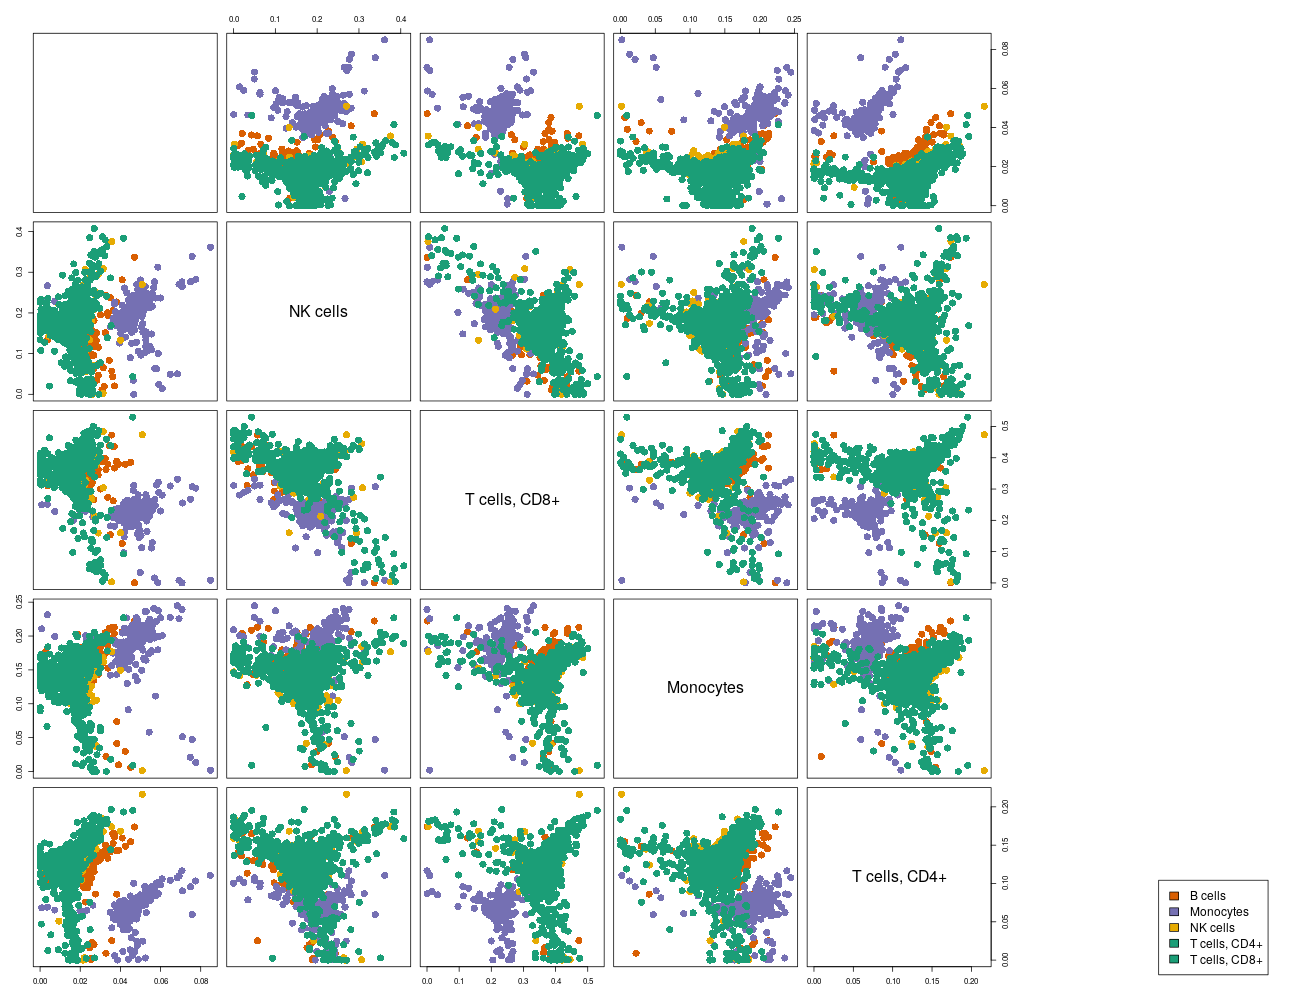 0.0 0.1 0.2 0.3 0.4 0.00 0.05 0.10 0.15 0.20 0.25
0.00 0.02 0.04 0.06 0.08
0.0 0.1 0.2 0.3 0.4
NK cells
T cells, CD8+
0.0 0.1 0.2 0.3 0.4 0.5
0.00 0.05 0.10 0.15 0.20 0.25
Monocytes
T cells, CD4+
0.00 0.05 0.10 0.15 0.20
0.00 0.02 0.04 0.06 0.08 0.0 0.1 0.2 0.3 0.4 0.5 0.00 0.05 0.10 0.15 0.20
B cells
Monocytes
NK cells
T cells, CD4+
T cells, CD8+